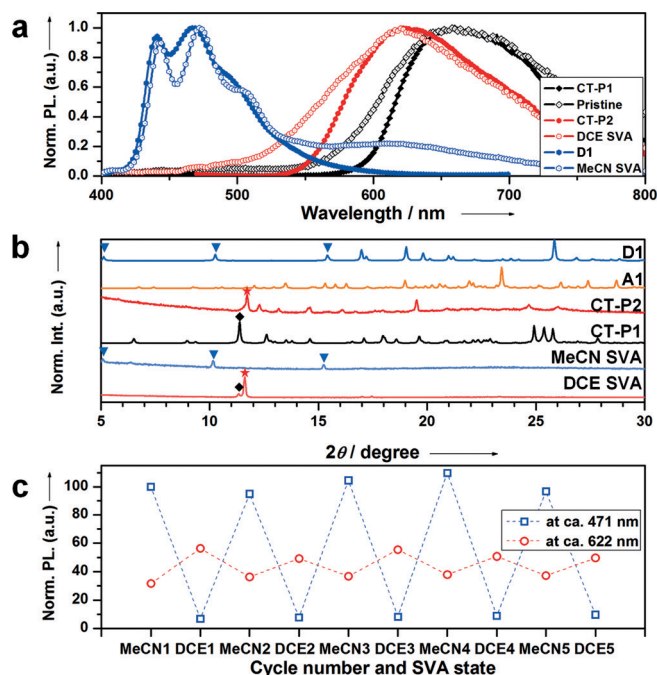 a
Norm. PL. (a.u.)
1.0
0.8
0.6
0.4
0.2
0.0
CT-P1
Pristine
CT-P2
DCE SVA
D1
MeCN SVA
400 500 600 700 800
Wavelength / nm
b
Norm. Int. (a.u.)
D1
A1
CT-P2
CT-P1
MeCN SVA
DCE SVA
5 10 15 20 25 30
2θ / degree
c
Norm. PL. (a.u.)
100
80
60
40
20
0
at ca. 471 nm
at ca. 622 nm
MeCN1 DCE1 MeCN2 DCE2 MeCN3 DCE3 MeCN4 DCE4 MeCN5 DCE5
Cycle number and SVA state